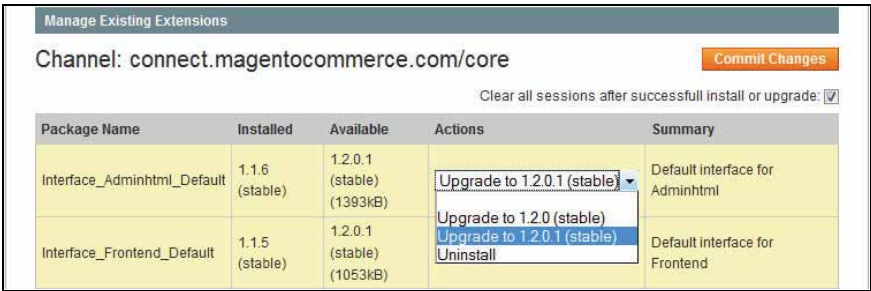 Manage Existing Extensions
Channel: connect.magentocommerce.com/core
Commit Changes
Clear all sessions after successfull install or upgrade:
Package Name Installed Available Actions Summary
Interface_Adminhtml_Default
1.1.6
(stable)
1.2.0.1
(stable)
(1393kB)
Upgrade to 1.2.0.1 (stable)
Default interface for
Adminhtml
Upgrade to 1.2.0 (stable)
Upgrade to 1.2.0.1 (stable)
Uninstall
Interface_Frontend_Default
1.1.5
(stable)
1.2.0.1
(stable)
(1053kB)
Default interface for
Frontend